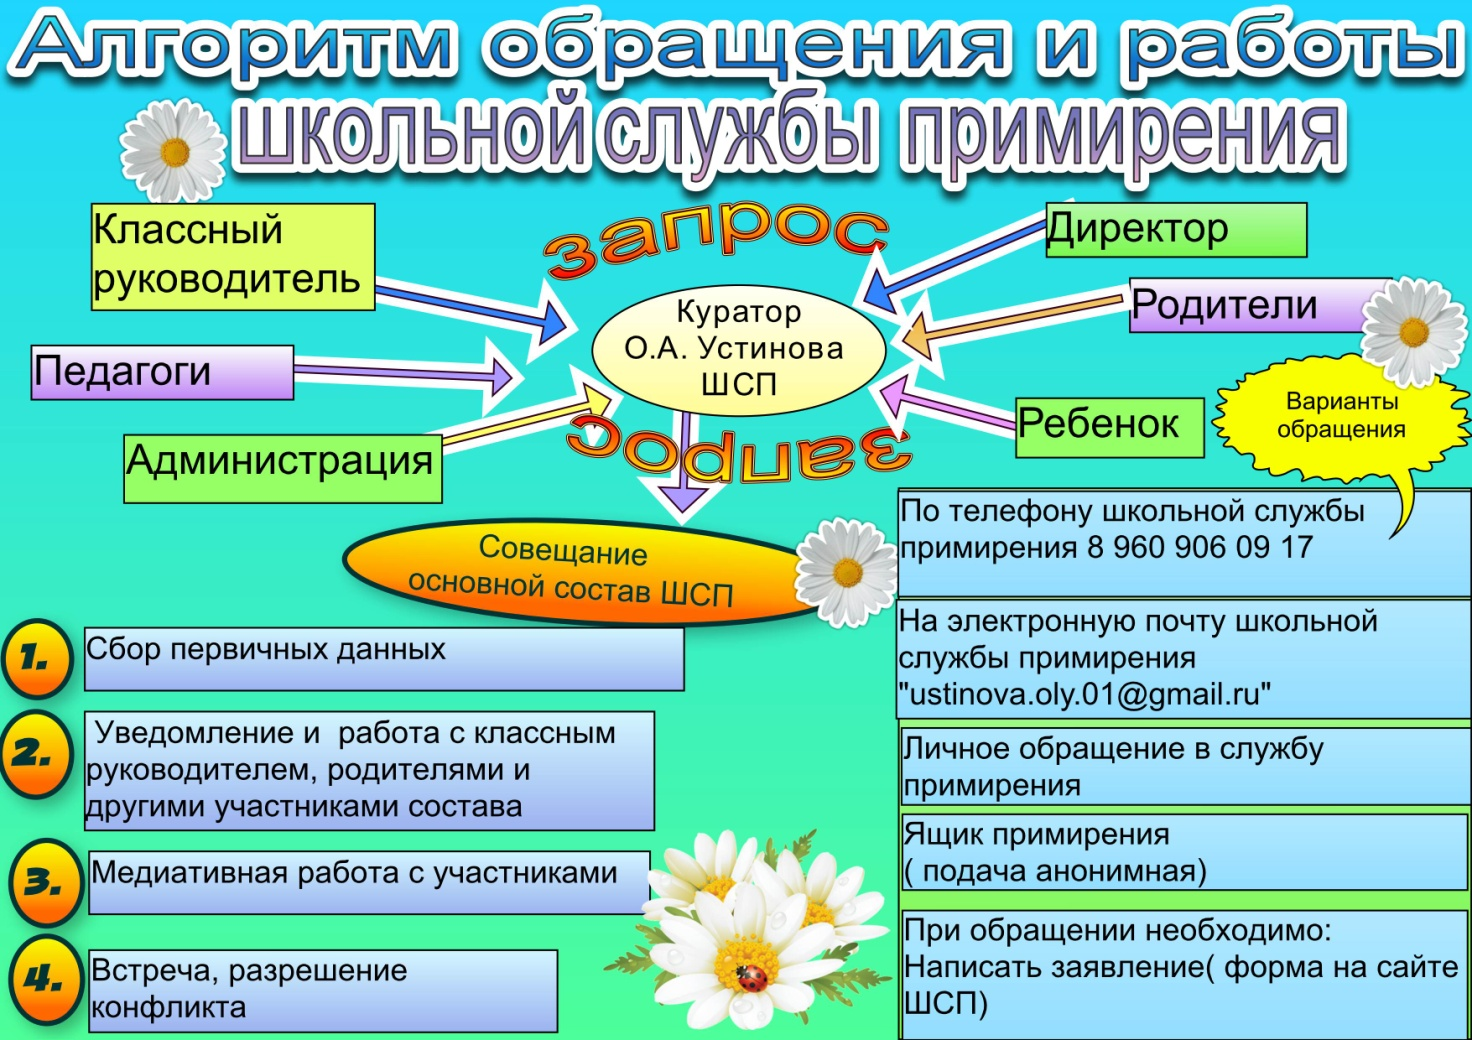 Алгоритм обращения и работы
школьной службы примирения
запрос
Классный
руководитель
Директор
Родители
Куратор
О.А. Устинова
ШСП
Педагоги
Варианты
обращения
Ребенок
запрос
Администрация
По телефону школьной службы
примирения 8 960 906 09 17
Совещание
основной состав ШСП
На электронную почту школьной
службы примирения
"ustinova.oly.01@gmail.ru"
1.
Сбор первичных данных
2.
Уведомление и работа с классным
руководителем, родителями и
другими участниками состава
Личное обращение в службу
примирения
Ящик примирения
( подача анонимная)
3.
Медиативная работа с участниками
При обращении необходимо:
Написать заявление( форма на сайте
ШСП)
4.
Встреча, разрешение
конфликта